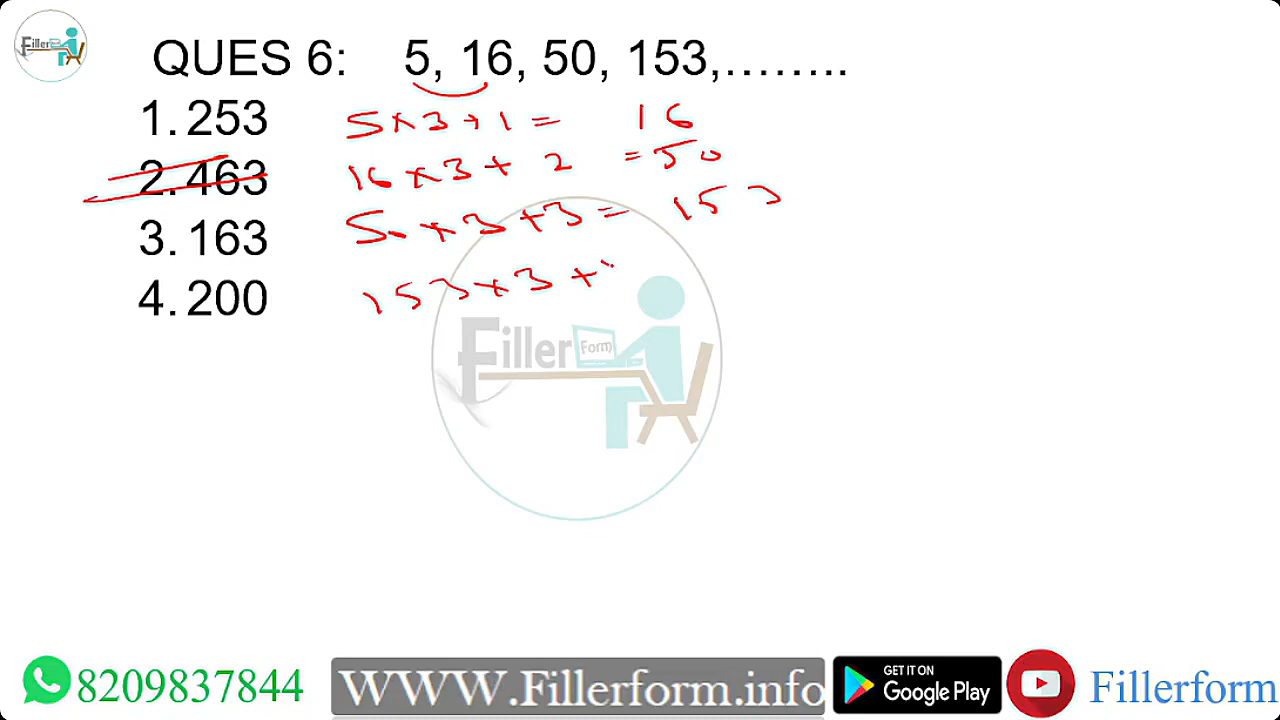 Filler
QUES 6: 5, 16, 50, 153,........
1. 253
5×3+1= 16
2. 463
16×3+ 2 =50
3. 163
50×3+3= 153
4. 200
153×3+
Filler Form
8209837844
WWW.Fillerform.info
GET IT ON
Google Play
Fillerform